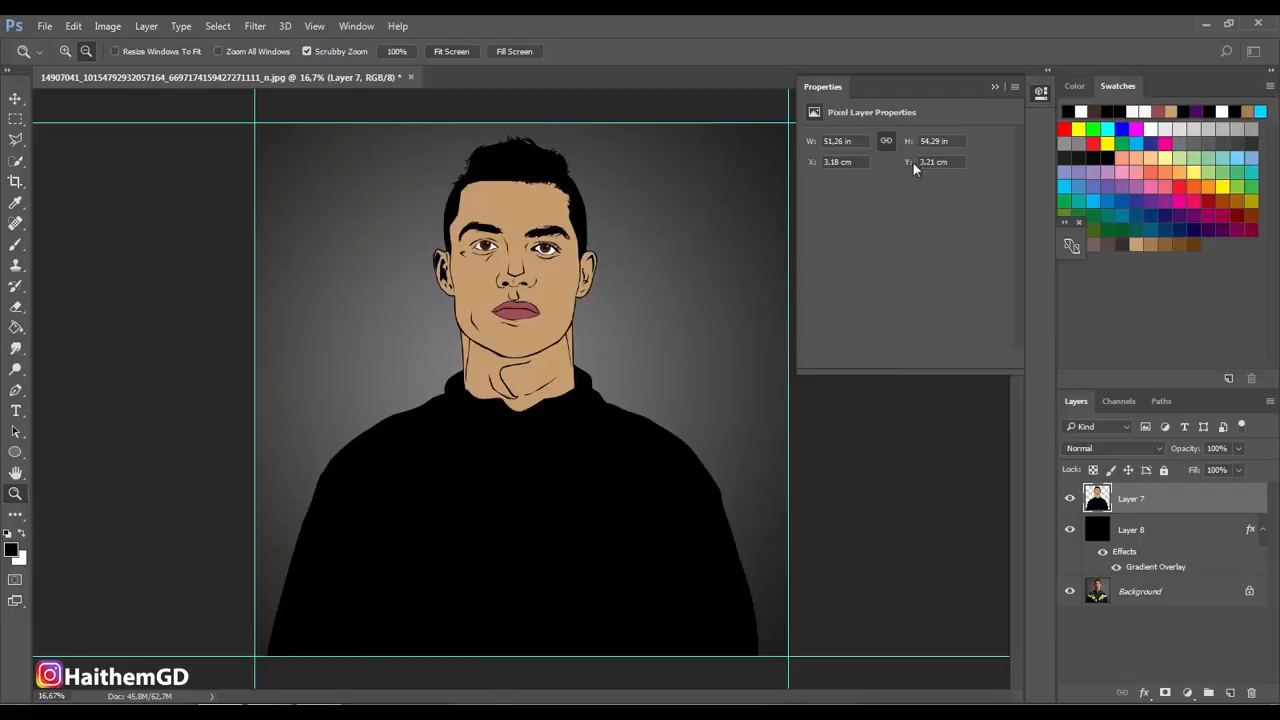 Ps File Edit Image Layer Type Select Filter 3D View Window Help
Resize Windows To Fit Zoom All Windows Scrubby Zoom 100% Fit Screen Fill Screen
14907041_10154792932057164_6697174159427271111_n.jpg @ 16,7% (Layer 7, RGB/8) *
Properties
Pixel Layer Properties
W: 51,26 in H: 54,29 in
X: 3,18 cm Y: 3,21 cm
Color Swatches
Layers Channels Paths
Kind
Normal Opacity: 100%
Lock: Fill: 100%
Layer 7
Layer 8 fx
Effects
Gradient Overlay
Background
HaithemGD
16,67% Doc: 45,8M/62,7M
fx